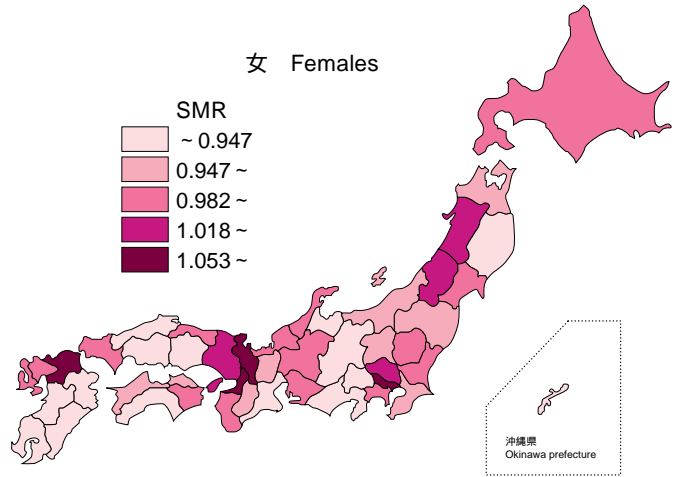 女 Females
SMR
~ 0.947
0.947 ~
0.982 ~
1.018 ~
1.053 ~
沖縄県
Okinawa prefecture